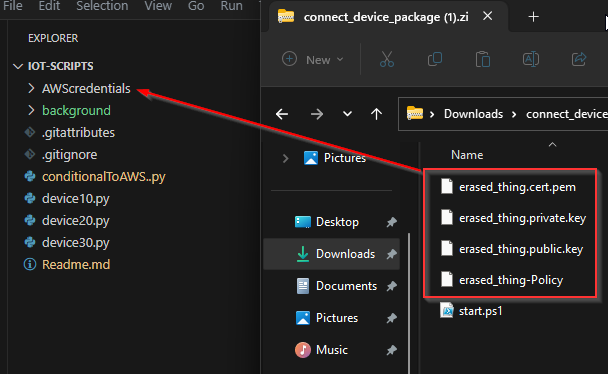 File Edit Selection View Go Run
EXPLORER
IOT-SCRIPTS
AWScredentials
background
.gitattributes
.gitignore
conditionalToAWS..py
device10.py
device20.py
device30.py
Readme.md
connect_device_package (1).zi
New
Downloads
connect_device
Pictures
Desktop
Downloads
Documents
Pictures
Music
Name
erased_thing.cert.pem
erased_thing.private.key
erased_thing.public.key
erased_thing-Policy
start.ps1